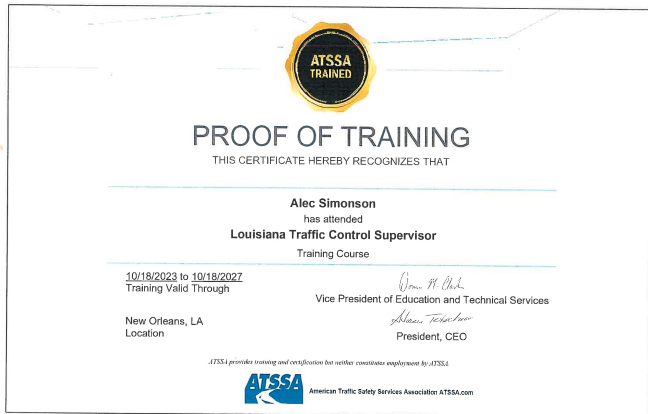 ATSSA
TRAINED
PROOF OF TRAINING
THIS CERTIFICATE HEREBY RECOGNIZES THAT
Alec Simonson
has attended
Louisiana Traffic Control Supervisor
Training Course
10/18/2023 to 10/18/2027
Training Valid Through
Donna M. Clark
Vice President of Education and Technical Services
New Orleans, LA
Location
President, CEO
ATSSA provides training and certification but neither constitutes employment by ATSSA
ATSSA
American Traffic Safety Services Association ATSSA.com